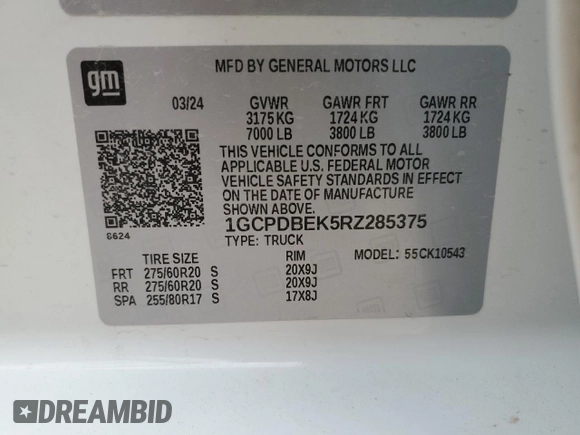 gm
MFD BY GENERAL MOTORS LLC
03/24 GVWR GAWR FRT GAWR RR
3175 KG 1724 KG 1724 KG
7000 LB 3800 LB 3800 LB
THIS VEHICLE CONFORMS TO ALL
APPLICABLE U.S. FEDERAL MOTOR
VEHICLE SAFETY STANDARDS IN EFFECT
ON THE DATE OF MANUFACTURE
SHOWN ABOVE.
1GCPDBEK5RZ285375
8624
TYPE: TRUCK
TIRE SIZE RIM MODEL: 55CK10543
FRT 275/60R20 S 20X9J
RR 275/60R20 S 20X9J
SPA 255/80R17 S 17X8J
DREAMBID